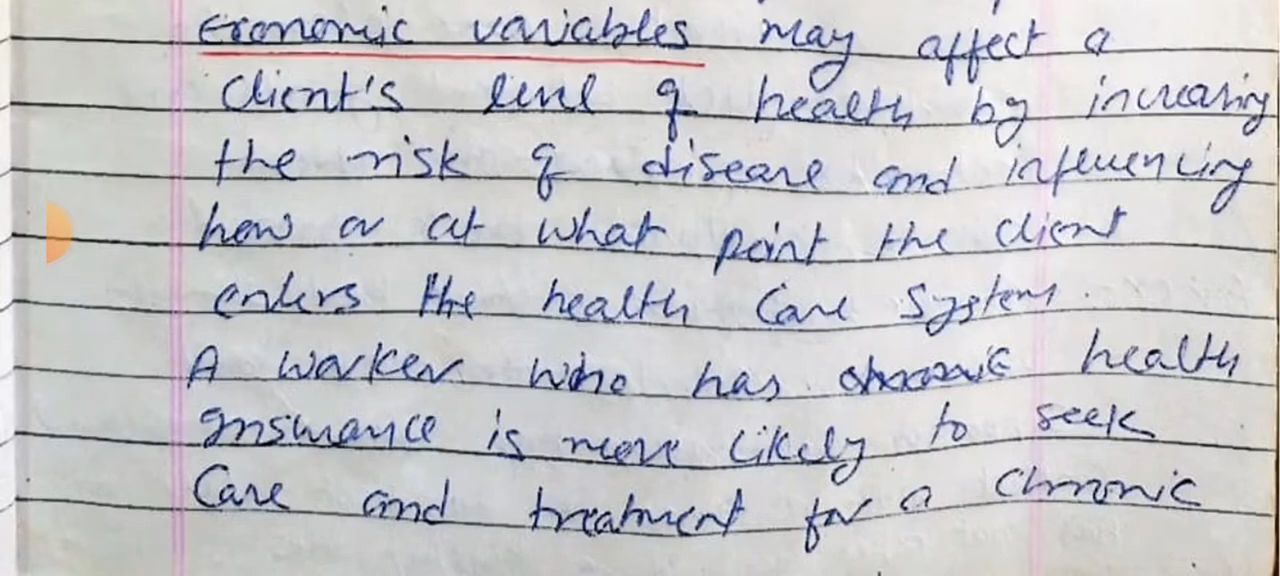 Economic variables may affect a
Client's level of health by increasing
the risk of disease and influencing
how or at what point the client
enters the health Care System.
A worker who has health
Insurance is more likely to seek
Care and treatment for a Chronic